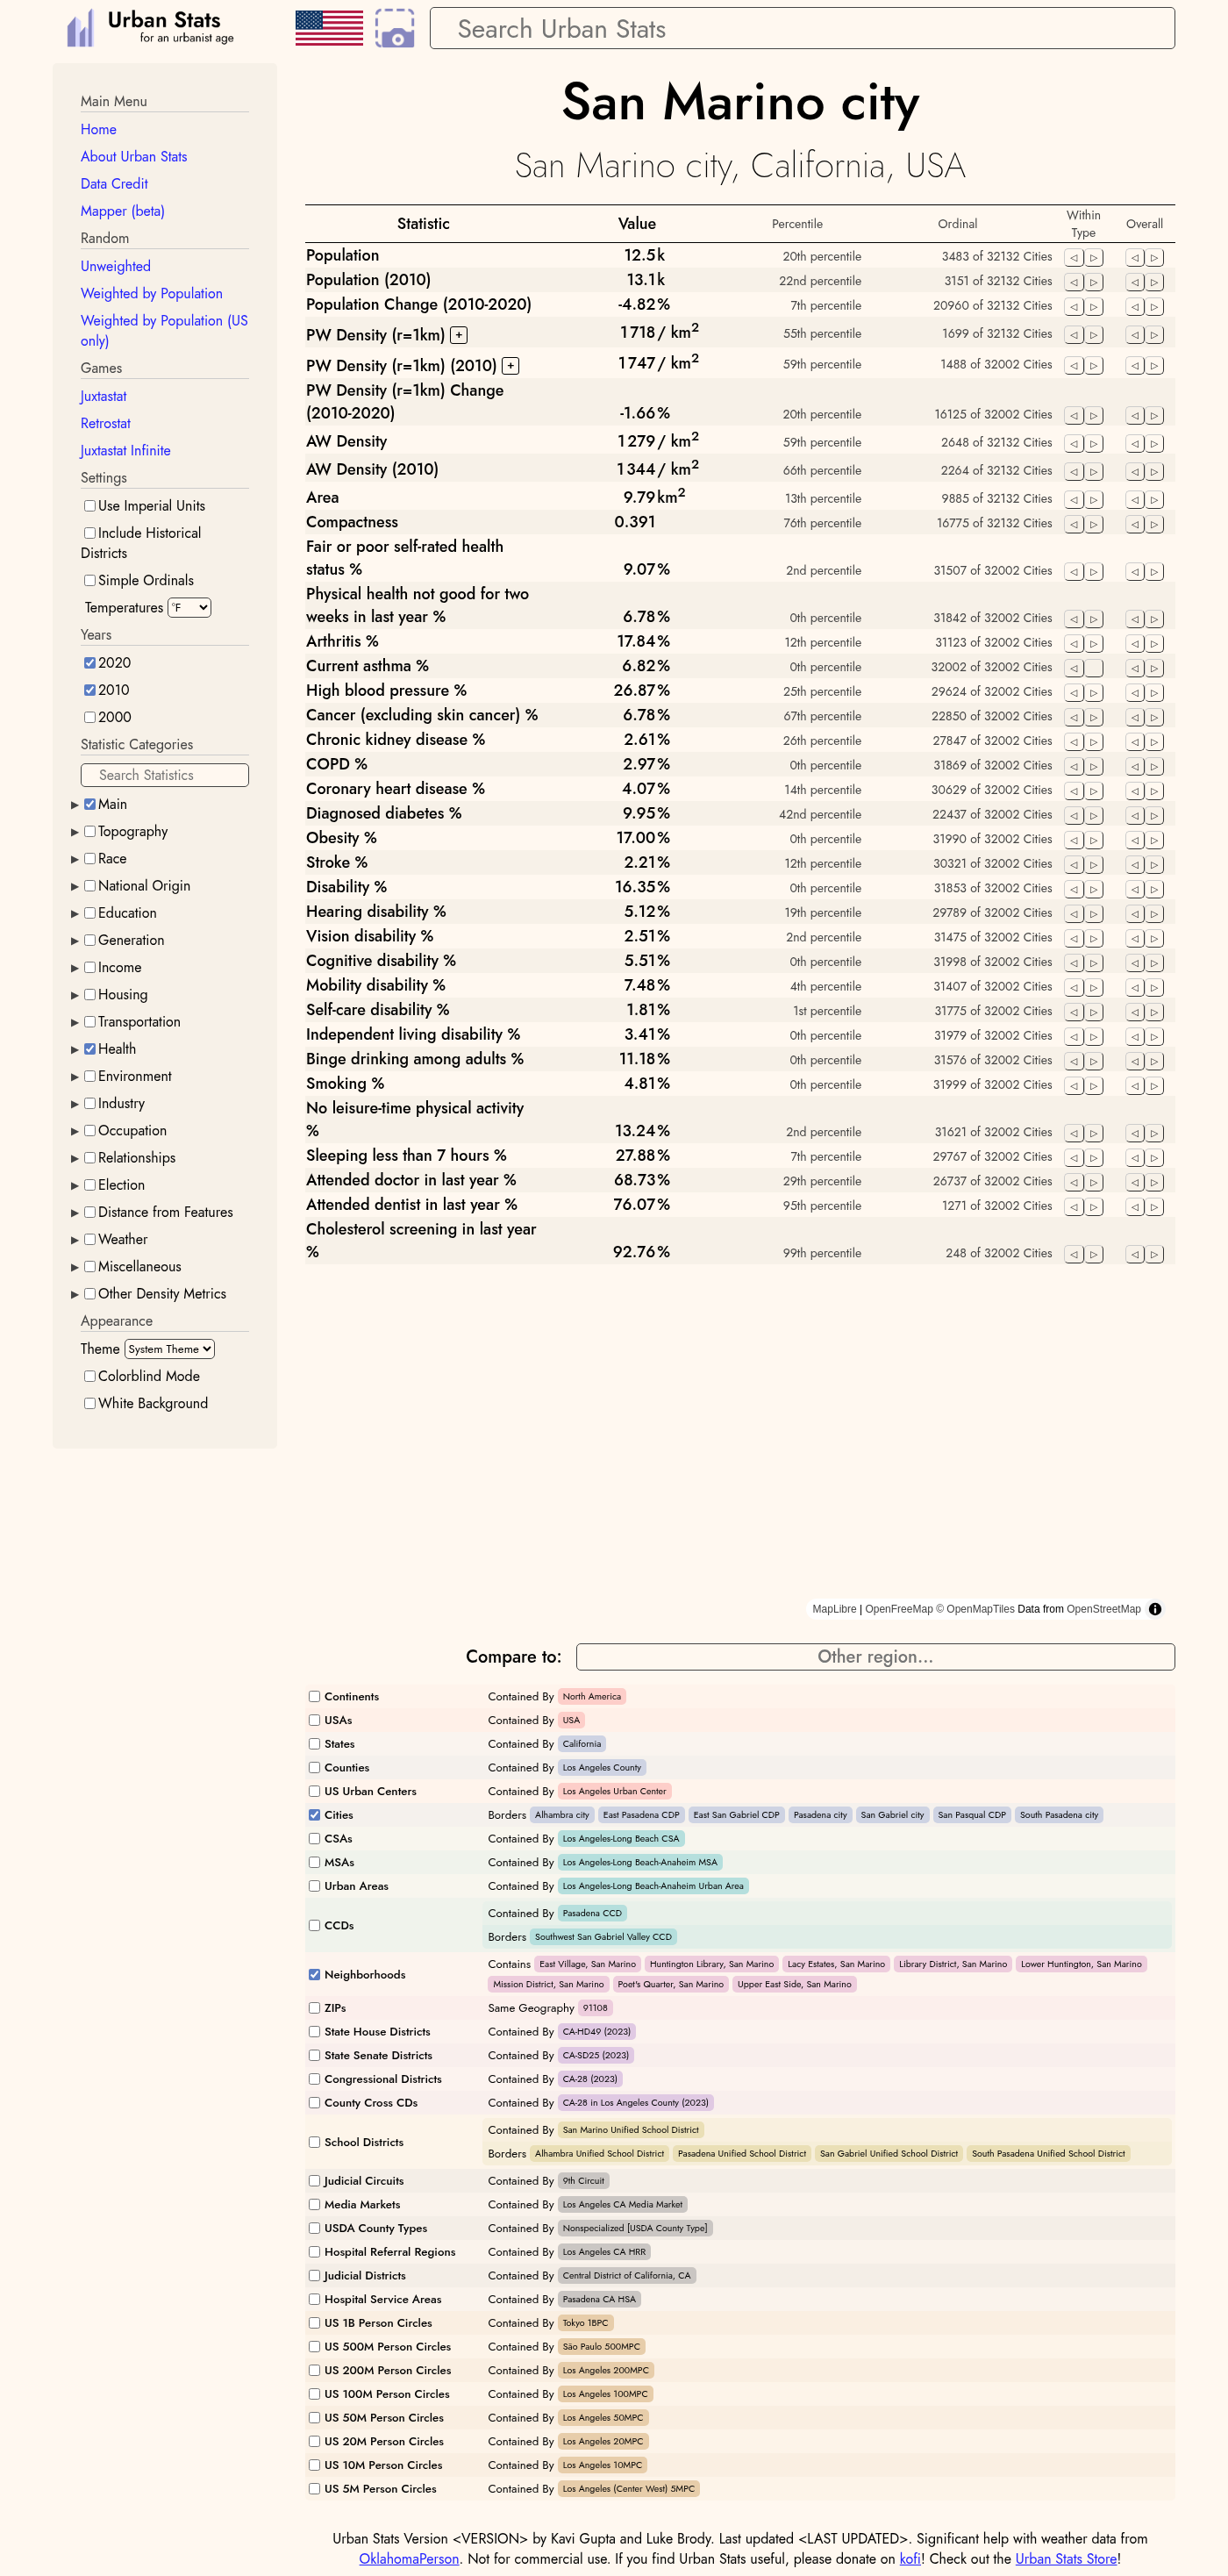 Urban Stats
for an urbanist age
Search Urban Stats
Main Menu
Home
About Urban Stats
Data Credit
Mapper (beta)
Random
Unweighted
Weighted by Population
Weighted by Population (US
only)
Games
Juxtastat
Retrostat
Juxtastat Infinite
Settings
Use Imperial Units
Include Historical
Districts
Simple Ordinals
Temperatures °F
Years
2020
2010
2000
Statistic Categories
Search Statistics
Main
Topography
Race
National Origin
Education
Generation
Income
Housing
Transportation
Health
Environment
Industry
Occupation
Relationships
Election
Distance from Features
Weather
Miscellaneous
Other Density Metrics
Appearance
Theme System Theme
Colorblind Mode
White Background
San Marino city
San Marino city, California, USA
Statistic Value Percentile Ordinal Within Type Overall
Population 12.5k 20th percentile 3483 of 32132 Cities
Population (2010) 13.1k 22nd percentile 3151 of 32132 Cities
Population Change (2010-2020) -4.82% 7th percentile 20960 of 32132 Cities
PW Density (r=1km) + 1 718 / km2 55th percentile 1699 of 32132 Cities
PW Density (r=1km) (2010) + 1 747 / km2 59th percentile 1488 of 32002 Cities
PW Density (r=1km) Change
(2010-2020) -1.66% 20th percentile 16125 of 32002 Cities
AW Density 1 279 / km2 59th percentile 2648 of 32132 Cities
AW Density (2010) 1 344 / km2 66th percentile 2264 of 32132 Cities
Area 9.79 km2 13th percentile 9885 of 32132 Cities
Compactness 0.391 76th percentile 16775 of 32132 Cities
Fair or poor self-rated health
status % 9.07% 2nd percentile 31507 of 32002 Cities
Physical health not good for two
weeks in last year % 6.78% 0th percentile 31842 of 32002 Cities
Arthritis % 17.84% 12th percentile 31123 of 32002 Cities
Current asthma % 6.82% 0th percentile 32002 of 32002 Cities
High blood pressure % 26.87% 25th percentile 29624 of 32002 Cities
Cancer (excluding skin cancer) % 6.78% 67th percentile 22850 of 32002 Cities
Chronic kidney disease % 2.61% 26th percentile 27847 of 32002 Cities
COPD % 2.97% 0th percentile 31869 of 32002 Cities
Coronary heart disease % 4.07% 14th percentile 30629 of 32002 Cities
Diagnosed diabetes % 9.95% 42nd percentile 22437 of 32002 Cities
Obesity % 17.00% 0th percentile 31990 of 32002 Cities
Stroke % 2.21% 12th percentile 30321 of 32002 Cities
Disability % 16.35% 0th percentile 31853 of 32002 Cities
Hearing disability % 5.12% 19th percentile 29789 of 32002 Cities
Vision disability % 2.51% 2nd percentile 31475 of 32002 Cities
Cognitive disability % 5.51% 0th percentile 31998 of 32002 Cities
Mobility disability % 7.48% 4th percentile 31407 of 32002 Cities
Self-care disability % 1.81% 1st percentile 31775 of 32002 Cities
Independent living disability % 3.41% 0th percentile 31979 of 32002 Cities
Binge drinking among adults % 11.18% 0th percentile 31576 of 32002 Cities
Smoking % 4.81% 0th percentile 31999 of 32002 Cities
No leisure-time physical activity
% 13.24% 2nd percentile 31621 of 32002 Cities
Sleeping less than 7 hours % 27.88% 7th percentile 29767 of 32002 Cities
Attended doctor in last year % 68.73% 29th percentile 26737 of 32002 Cities
Attended dentist in last year % 76.07% 95th percentile 1271 of 32002 Cities
Cholesterol screening in last year
% 92.76% 99th percentile 248 of 32002 Cities
MapLibre | OpenFreeMap © OpenMapTiles Data from OpenStreetMap
Compare to: Other region...
Continents Contained By North America
USAs Contained By USA
States Contained By California
Counties Contained By Los Angeles County
US Urban Centers Contained By Los Angeles Urban Center
Cities Borders Alhambra city East Pasadena CDP East San Gabriel CDP Pasadena city San Gabriel city San Pasqual CDP South Pasadena city
CSAs Contained By Los Angeles-Long Beach CSA
MSAs Contained By Los Angeles-Long Beach-Anaheim MSA
Urban Areas Contained By Los Angeles-Long Beach-Anaheim Urban Area
CCDs Contained By Pasadena CCD
Borders Southwest San Gabriel Valley CCD
Neighborhoods Contains East Village, San Marino Huntington Library, San Marino Lacy Estates, San Marino Library District, San Marino Lower Huntington, San Marino
Mission District, San Marino Poet's Quarter, San Marino Upper East Side, San Marino
ZIPs Same Geography 91108
State House Districts Contained By CA-HD49 (2023)
State Senate Districts Contained By CA-SD25 (2023)
Congressional Districts Contained By CA-28 (2023)
County Cross CDs Contained By CA-28 in Los Angeles County (2023)
School Districts Contained By San Marino Unified School District
Borders Alhambra Unified School District Pasadena Unified School District San Gabriel Unified School District South Pasadena Unified School District
Judicial Circuits Contained By 9th Circuit
Media Markets Contained By Los Angeles CA Media Market
USDA County Types Contained By Nonspecialized [USDA County Type]
Hospital Referral Regions Contained By Los Angeles CA HRR
Judicial Districts Contained By Central District of California, CA
Hospital Service Areas Contained By Pasadena CA HSA
US 1B Person Circles Contained By Tokyo 1BPC
US 500M Person Circles Contained By São Paulo 500MPC
US 200M Person Circles Contained By Los Angeles 200MPC
US 100M Person Circles Contained By Los Angeles 100MPC
US 50M Person Circles Contained By Los Angeles 50MPC
US 20M Person Circles Contained By Los Angeles 20MPC
US 10M Person Circles Contained By Los Angeles 10MPC
US 5M Person Circles Contained By Los Angeles (Center West) 5MPC
Urban Stats Version <VERSION> by Kavi Gupta and Luke Brody. Last updated <LAST UPDATED>. Significant help with weather data from
OklahomaPerson. Not for commercial use. If you find Urban Stats useful, please donate on kofi! Check out the Urban Stats Store!